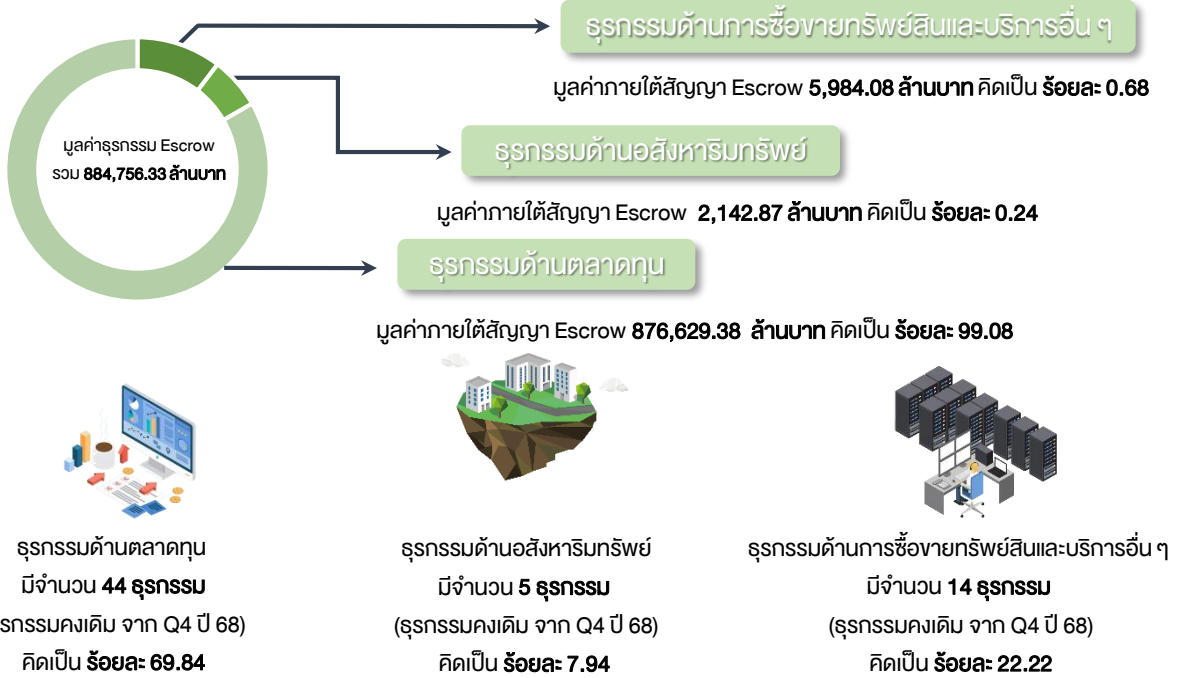 ธุรกรรมด้านการซื้อขายทรัพย์สินและบริการอื่น ๆ
มูลค่าภายใต้สัญญา Escrow 5,984.08 ล้านบาท คิดเป็น ร้อยละ 0.68
มูลค่าธุรกรรม Escrow
รวม 884,756.33 ล้านบาท
ธุรกรรมด้านอสังหาริมทรัพย์
มูลค่าภายใต้สัญญา Escrow 2,142.87 ล้านบาท คิดเป็น ร้อยละ 0.24
ธุรกรรมด้านตลาดทุน
มูลค่าภายใต้สัญญา Escrow 876,629.38 ล้านบาท คิดเป็น ร้อยละ 99.08
ธุรกรรมด้านตลาดทุน
มีจำนวน 44 ธุรกรรม
รกรรมคงเดิม จาก Q4 ปี 68)
คิดเป็น ร้อยละ 69.84
ธุรกรรมด้านอสังหาริมทรัพย์
มีจำนวน 5 ธุรกรรม
(ธุรกรรมคงเดิม จาก Q4 ปี 68)
คิดเป็น ร้อยละ 7.94
ธุรกรรมด้านการซื้อขายทรัพย์สินและบริการอื่น ๆ
มีจำนวน 14 ธุรกรรม
(ธุรกรรมคงเดิม จาก Q4 ปี 68)
คิดเป็น ร้อยละ 22.22